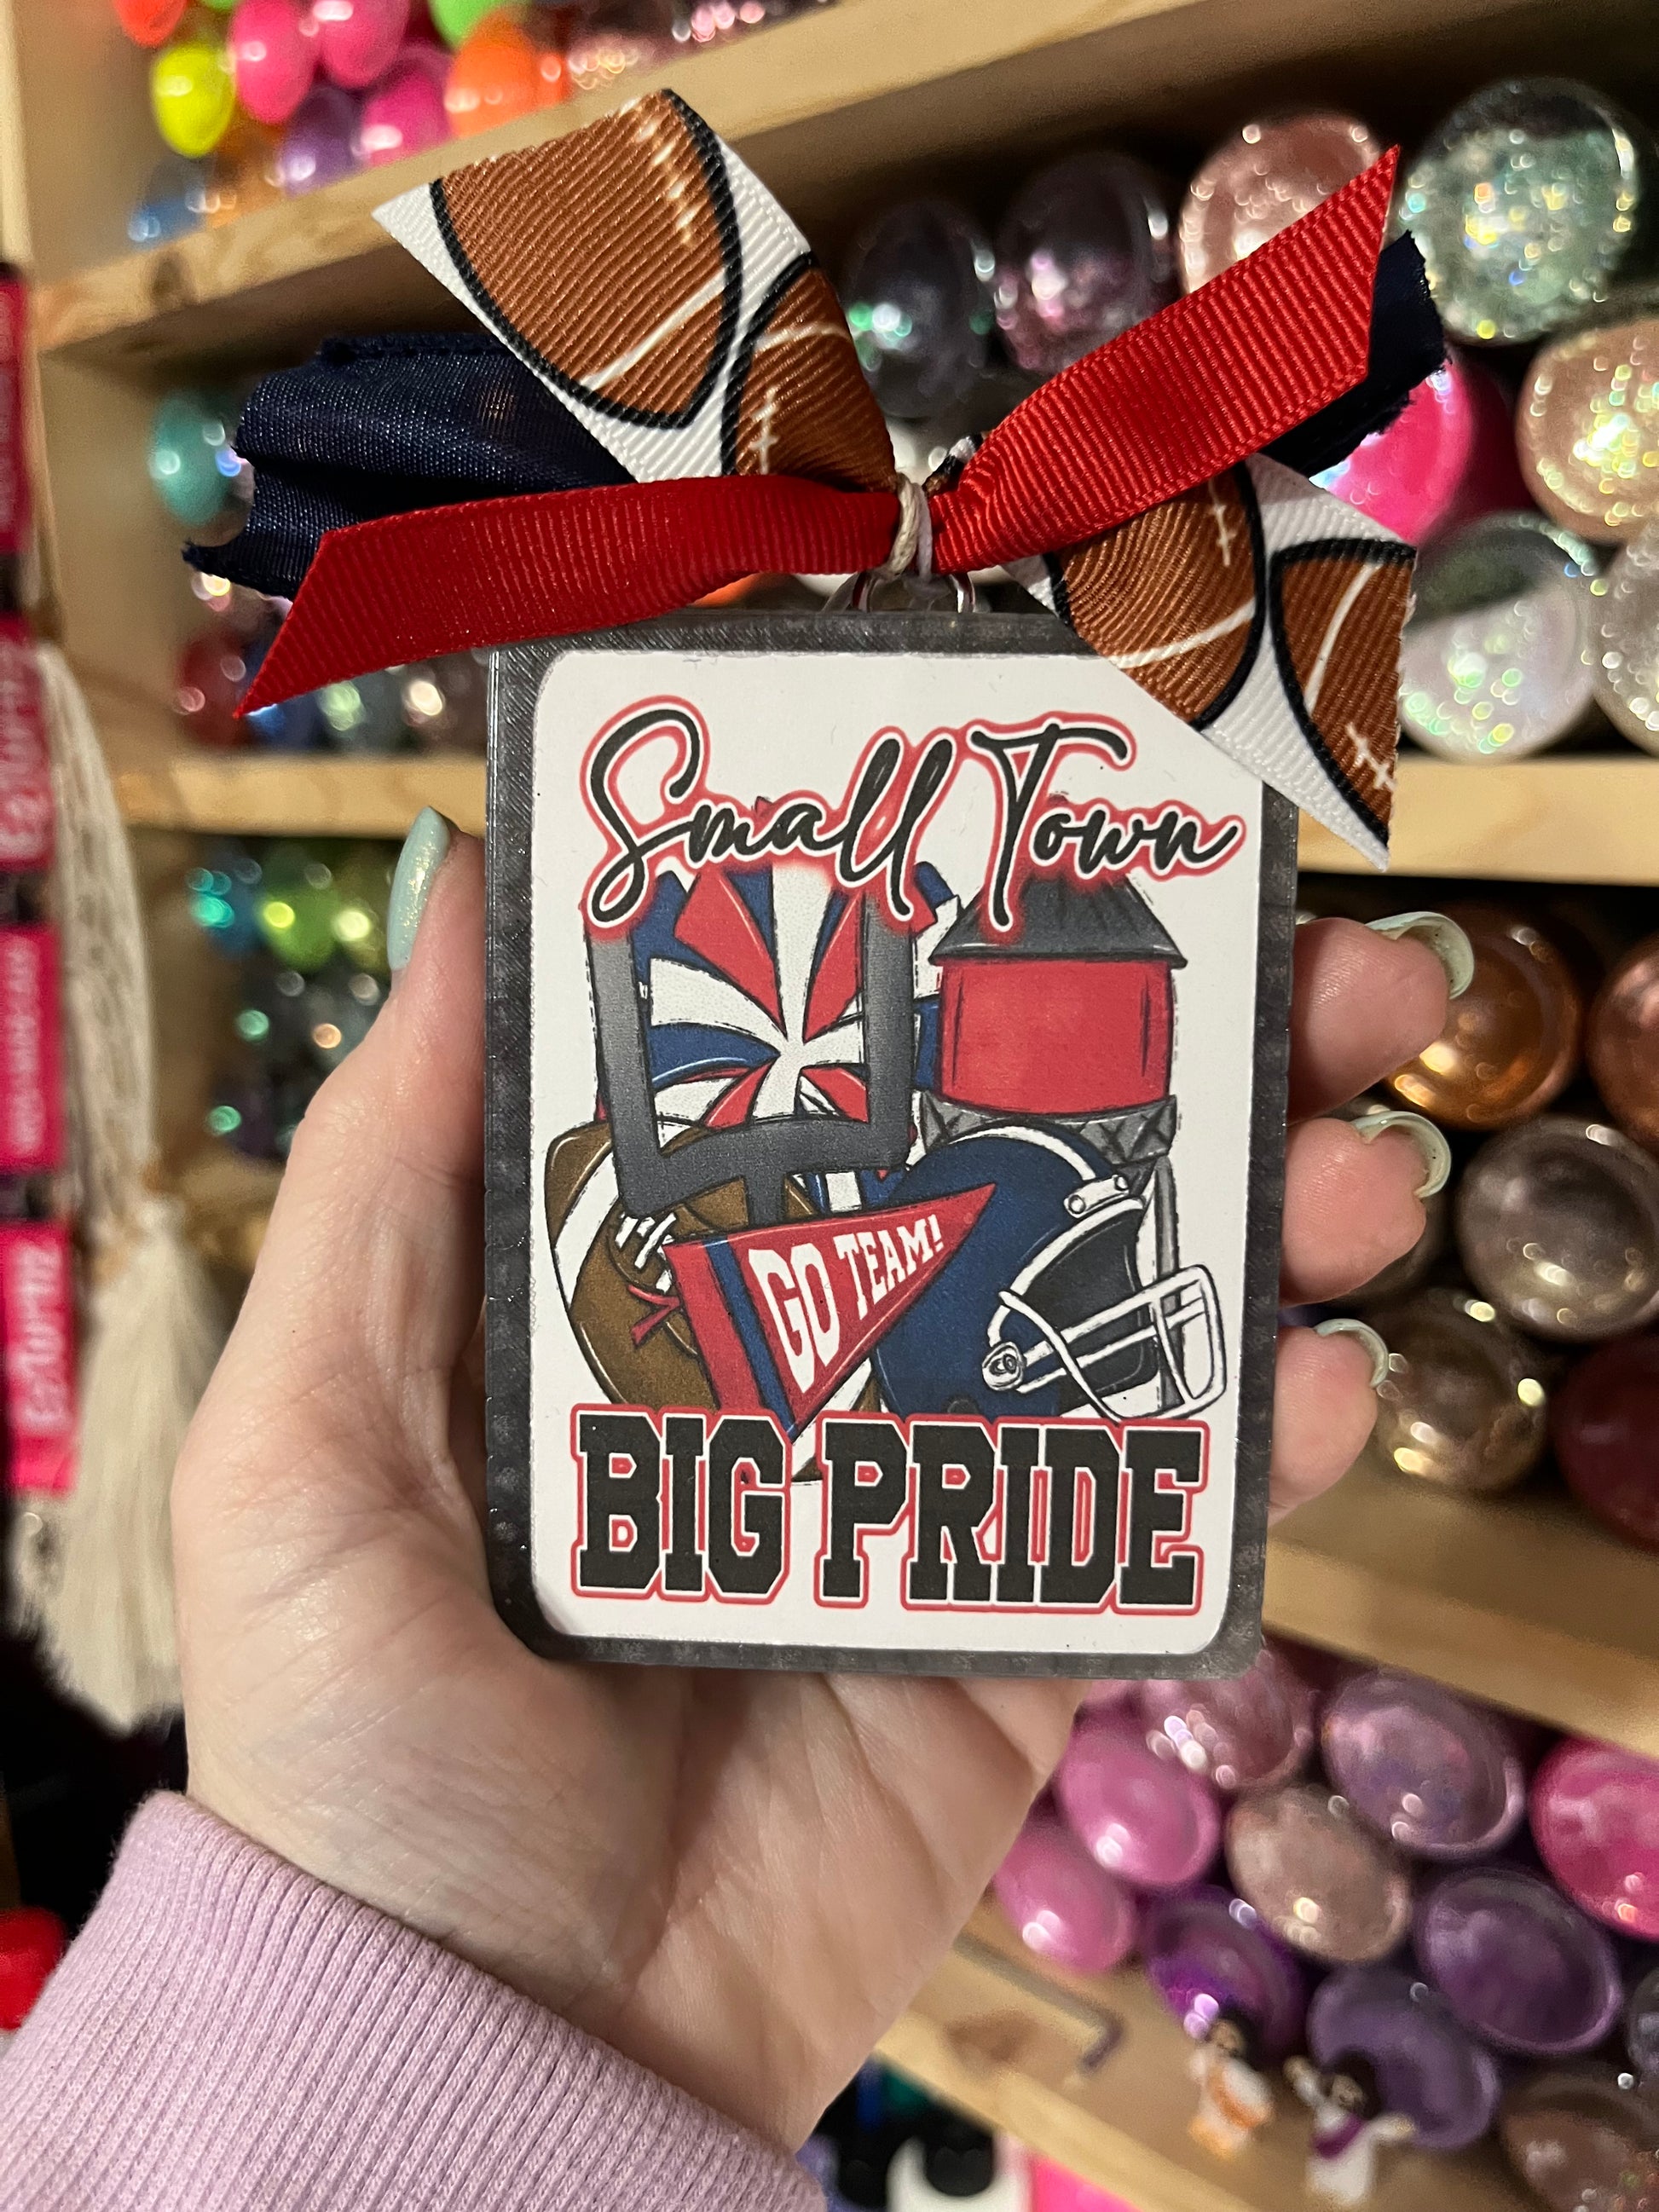 Small Town
GO TEAM!
BIG PRIDE